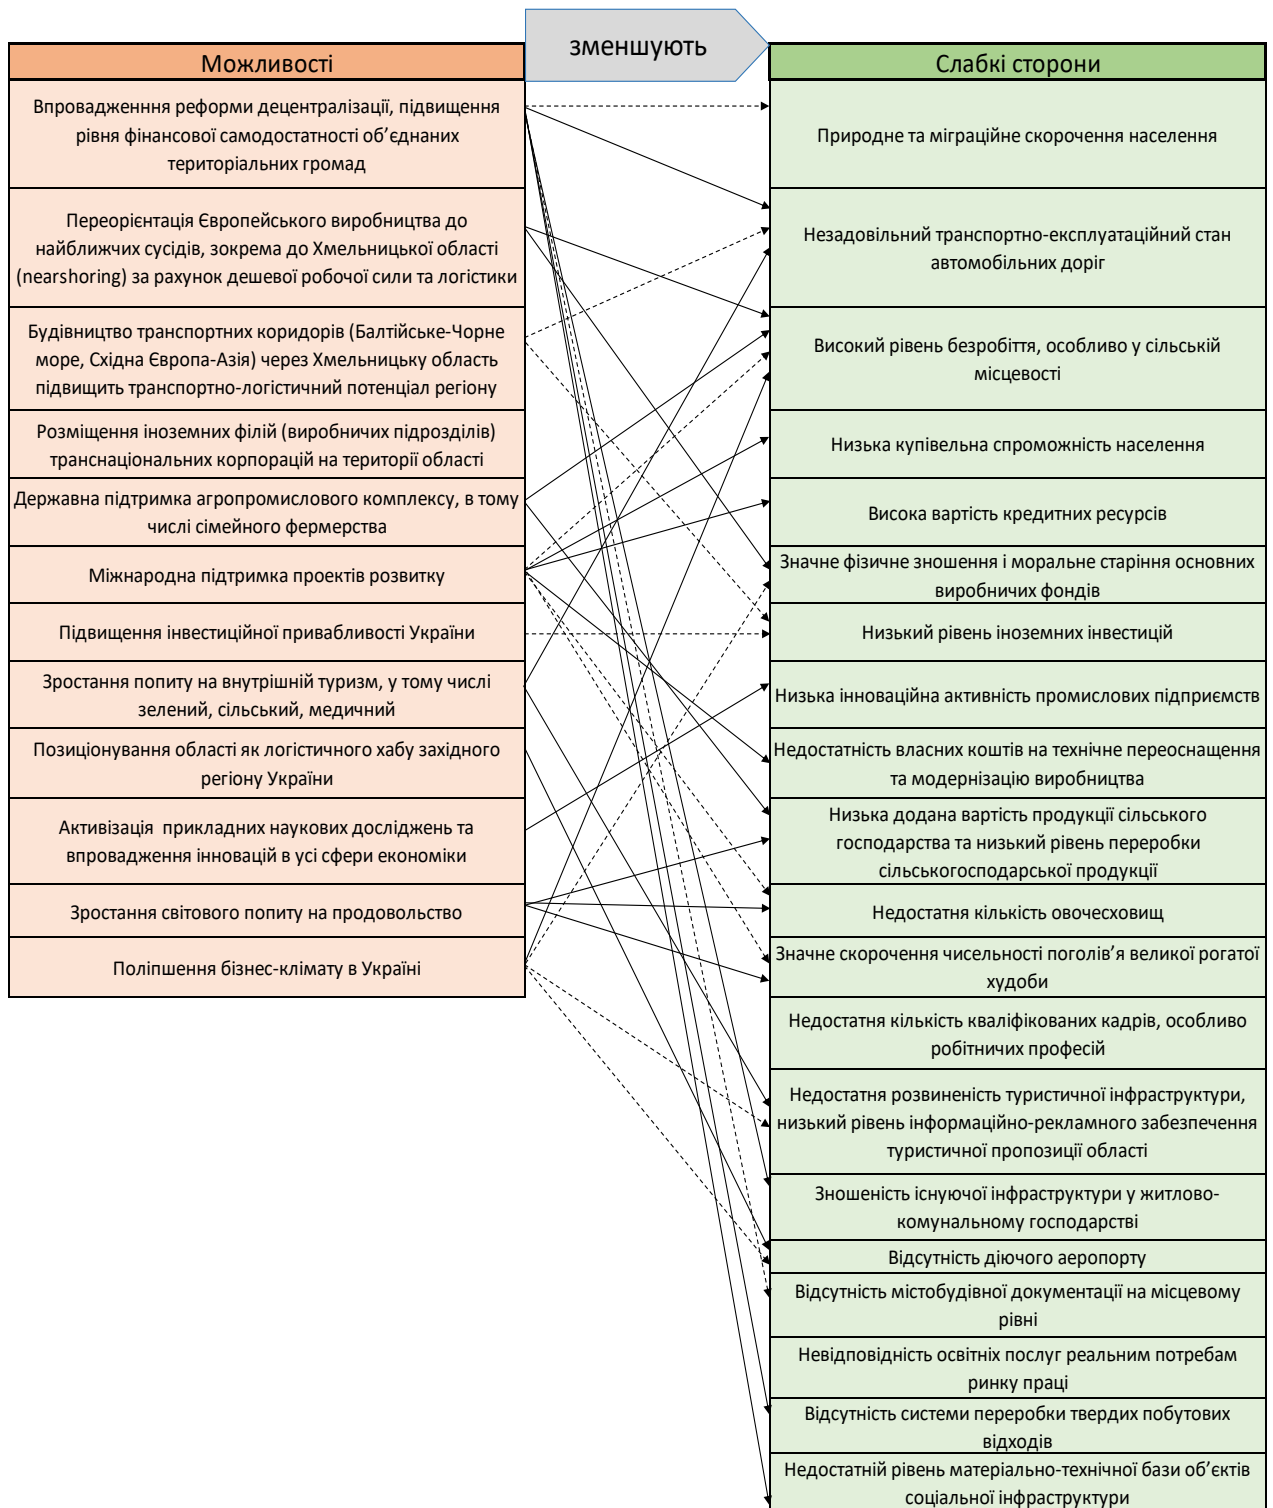 зменшують
Можливості
Впровадженння реформи децентралізації, підвищення
рівня фінансової самодостатності об’єднаних
територіальних громад
Переорієнтація Європейського виробництва до
найближчих сусідів, зокрема до Хмельницької області
(nearshoring) за рахунок дешевої робочої сили та логістики
Будівництво транспортних коридорів (Балтійське-Чорне
море, Східна Європа-Азія) через Хмельницьку область
підвищить транспортно-логістичний потенціал регіону
Розміщення іноземних філій (виробничих підрозділів)
транснаціональних корпорацій на території області
Державна підтримка агропромислового комплексу, в тому
числі сімейного фермерства
Міжнародна підтримка проектів розвитку
Підвищення інвестиційної привабливості України
Зростання попиту на внутрішній туризм, у тому числі
зелений, сільський, медичний
Позиціонування області як логістичного хабу західного
регіону України
Активізація прикладних наукових досліджень та
впровадження інновацій в усі сфери економіки
Зростання світового попиту на продовольство
Поліпшення бізнес-клімату в Україні
Слабкі сторони
Природне та міграційне скорочення населення
Незадовільний транспортно-експлуатаційний стан
автомобільних доріг
Високий рівень безробіття, особливо у сільській
місцевості
Низька купівельна спроможність населення
Висока вартість кредитних ресурсів
Значне фізичне зношення і моральне старіння основних
виробничих фондів
Низький рівень іноземних інвестицій
Низька інноваційна активність промислових підприємств
Недостатність власних коштів на технічне переоснащення
та модернізацію виробництва
Низька додана вартість продукції сільського
господарства та низький рівень переробки
сільськогосподарської продукції
Недостатня кількість овочесховищ
Значне скорочення чисельності поголів’я великої рогатої
худоби
Недостатня кількість кваліфікованих кадрів, особливо
робітничих професій
Недостатня розвиненість туристичної інфраструктури,
низький рівень інформаційно-рекламного забезпечення
туристичної пропозиції області
Зношеність існуючої інфраструктури у житлово-
комунальному господарстві
Відсутність діючого аеропорту
Відсутність містобудівної документації на місцевому
рівні
Невідповідність освітніх послуг реальним потребам
ринку праці
Відсутність системи переробки твердих побутових
відходів
Недостатній рівень матеріально-технічної бази об’єктів
соціальної інфраструктури